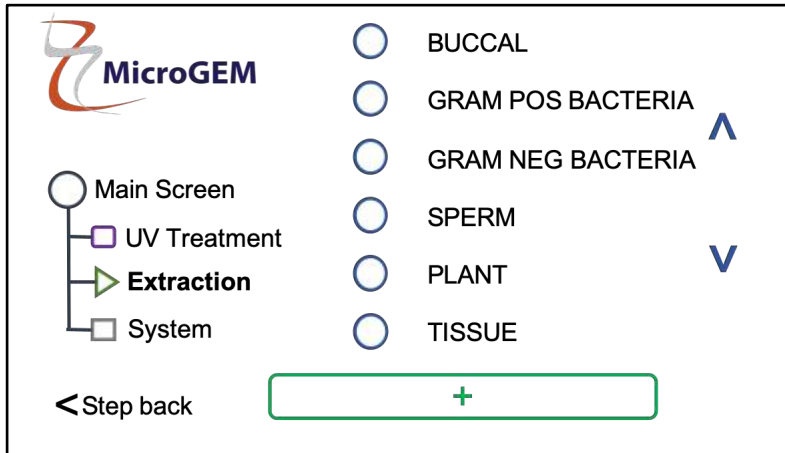 MicroGEM
Main Screen
UV Treatment
Extraction
System
< Step back
BUCCAL
GRAM POS BACTERIA
GRAM NEG BACTERIA
SPERM
PLANT
TISSUE
+